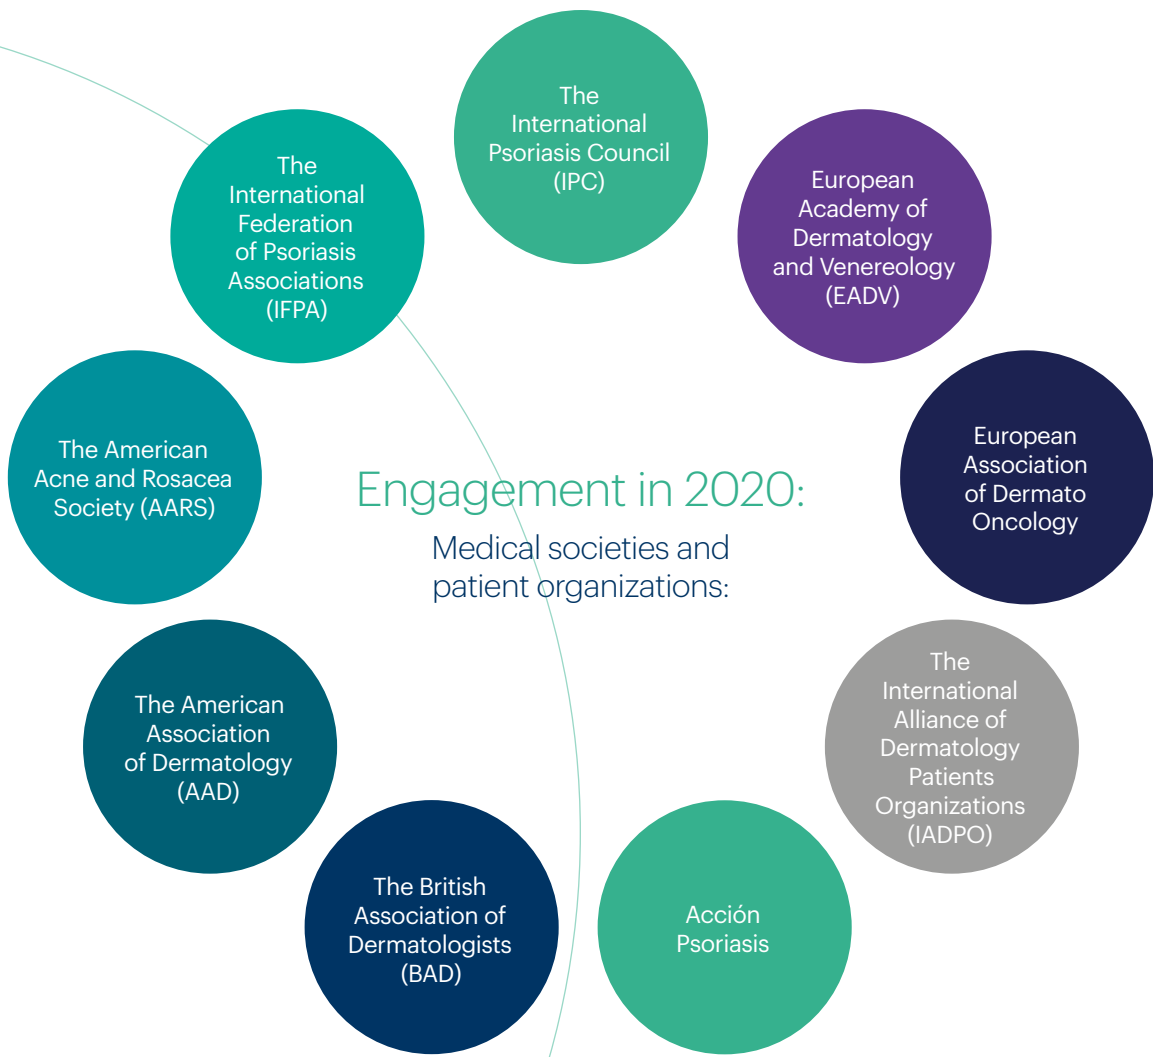 Engagement in 2020:
Medical societies and
patient organizations:
The
International
Psoriasis Council
(IPC)
European
Academy of
Dermatology
and Venereology
(EADV)
European
Association
of Dermato
Oncology
The
International
Alliance of
Dermatology
Patients
Organizations
(IADPO)
Acción
Psoriasis
The British
Association of
Dermatologists
(BAD)
The American
Association
of Dermatology
(AAD)
The American
Acne and Rosacea
Society (AARS)
The
International
Federation
of Psoriasis
Associations
(IFPA)